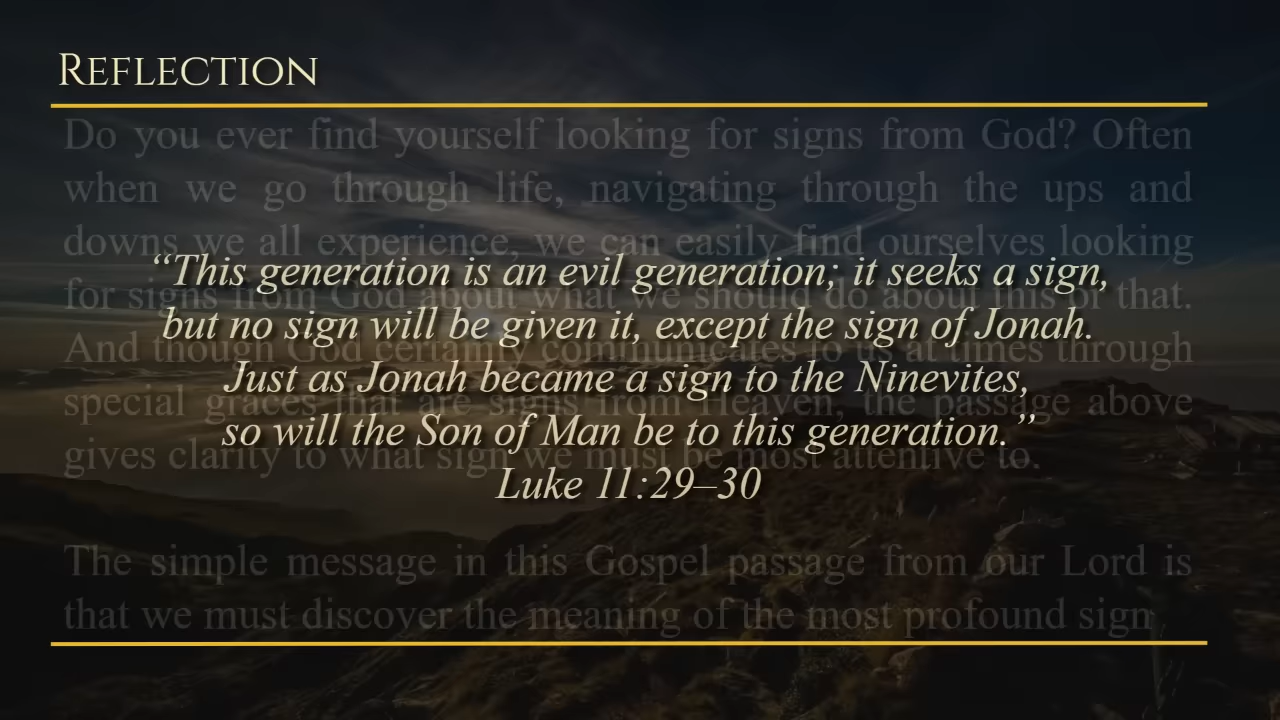 REFLECTION
Do you ever find yourself looking for signs from God? Often
when we go through life, navigating through the ups and
downs we all experience, we can easily find ourselves looking
“This generation is an evil generation; it seeks a sign,
for signs from God about what we should do about this or that.
but no sign will be given it, except the sign of Jonah.
And though God certainly communicates to us at times through
Just as Jonah became a sign to the Ninevites,
special graces that are signs from Heaven, the passage above
so will the Son of Man be to this generation.”
gives clarity to what sign we must be most attentive to.
Luke 11:29–30
The simple message in this Gospel passage from our Lord is
that we must discover the meaning of the most profound sign